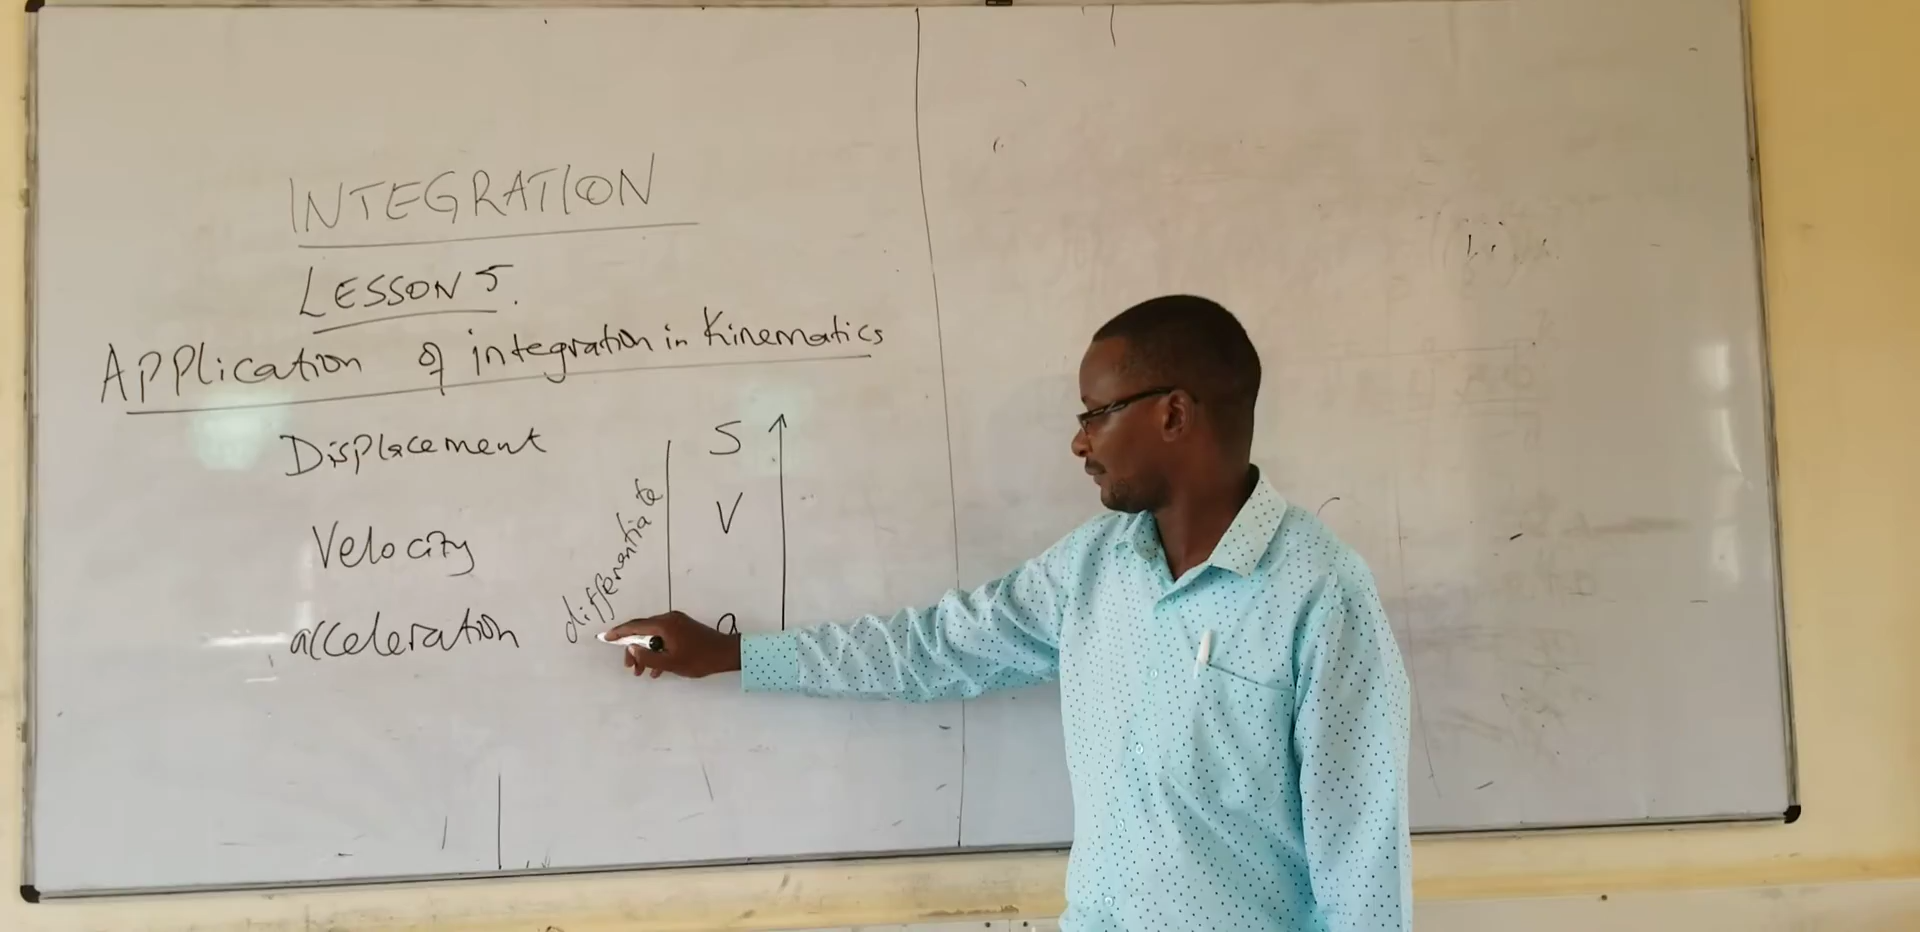 INTEGRATION
LESSON 5.
Application of integration in Kinematics
Displacement
S
Velocity
V
acceleration
a
differentiate